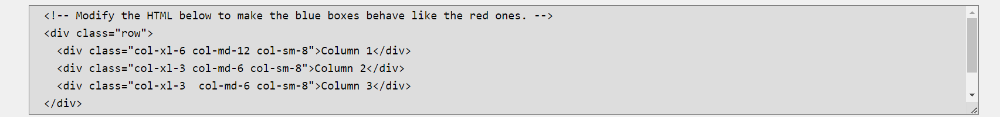 <!-- Modify the HTML below to make the blue boxes behave like the red ones. -->
<div class="row">
  <div class="col-xl-6 col-md-12 col-sm-8">Column 1</div>
  <div class="col-xl-3 col-md-6 col-sm-8">Column 2</div>
  <div class="col-xl-3  col-md-6 col-sm-8">Column 3</div>
</div>